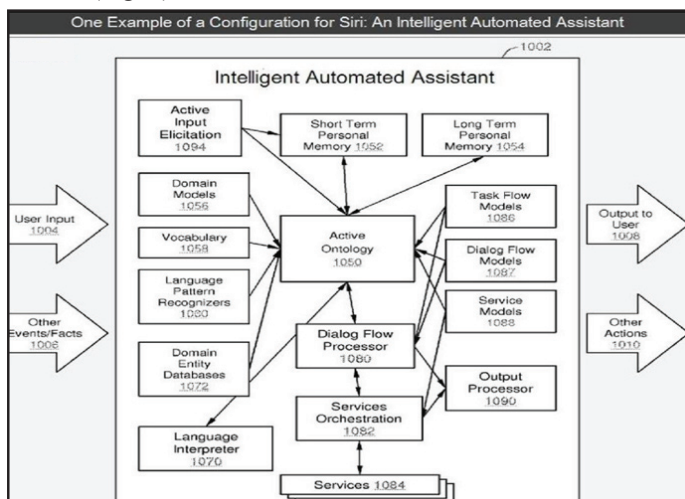 One Example of a Configuration for Siri: An Intelligent Automated Assistant
1002
Intelligent Automated Assistant
Active
Input
Elicitation
1094
Short Term
Personal
Memory 1052
Long Term
Personal
Memory 1054
Domain
Models
1056
Task Flow
Models
1086
User Input
1004
Vocabulary
1058
Active
Ontology
1050
Dialog Flow
Models
1087
Output to
User
1008
Language
Pattern
Recognizers
1060
Service
Models
1088
Other
Events/Facts
1006
Dialog Flow
Processor
1080
Other
Actions
1010
Domain
Entity
Databases
1072
Output
Processor
1090
Services
Orchestration
1082
Language
Interpreter
1070
Services 1084